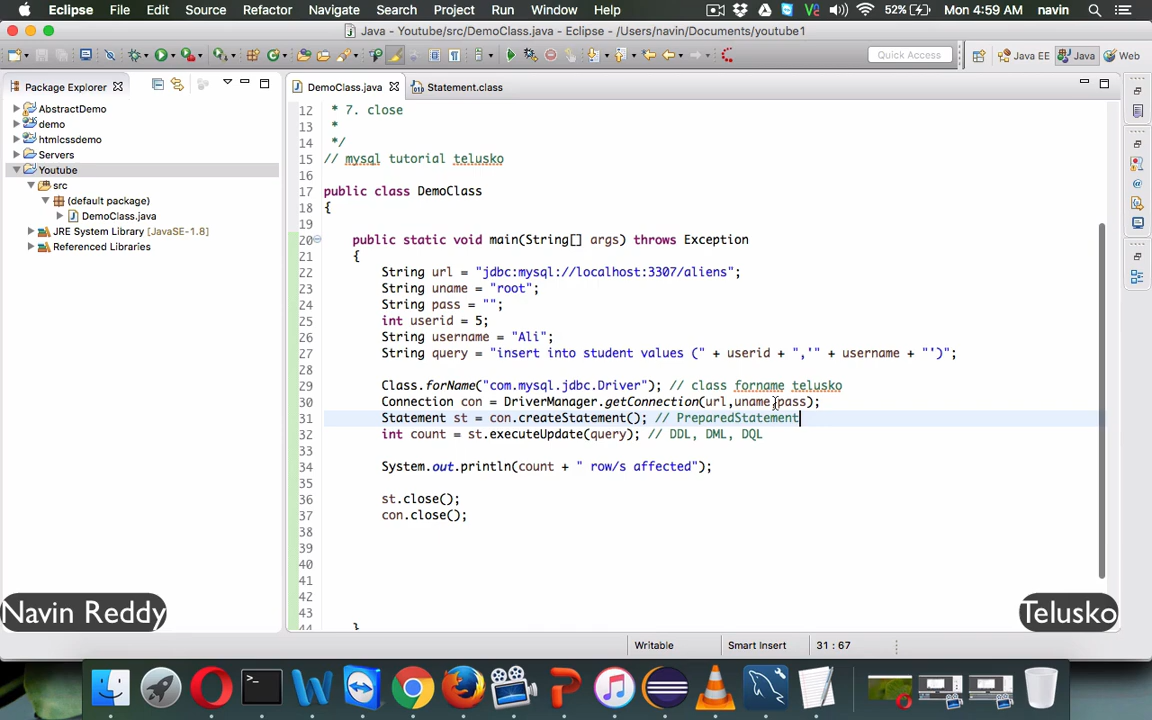 Eclipse File Edit Source Refactor Navigate Search Project Run Window Help 52% Mon 4:59 AM navin
Java - Youtube/src/DemoClass.java - Eclipse - /Users/navin/Documents/youtube1
Quick Access Java EE Java Web
Package Explorer
AbstractDemo
demo
htmlcssdemo
Servers
Youtube
src
(default package)
DemoClass.java
JRE System Library [JavaSE-1.8]
Referenced Libraries
DemoClass.java Statement.class
12 * 7. close
13 *
14 */
15 // mysql tutorial telusko
16
17 public class DemoClass
18 {
19
20 public static void main(String[] args) throws Exception
21 {
22 String url = "jdbc:mysql://localhost:3307/aliens";
23 String uname = "root";
24 String pass = "";
25 int userid = 5;
26 String username = "Ali";
27 String query = "insert into student values (" + userid + ",'" + username + "')";
28
29 Class.forName("com.mysql.jdbc.Driver"); // class forname telusko
30 Connection con = DriverManager.getConnection(url,uname,pass);
31 Statement st = con.createStatement(); // PreparedStatement
32 int count = st.executeUpdate(query); // DDL, DML, DQL
33
34 System.out.println(count + " row/s affected");
35
36 st.close();
37 con.close();
38
39
40
41
42
43
44 }
Navin Reddy
Telusko
Writable Smart Insert 31 : 67